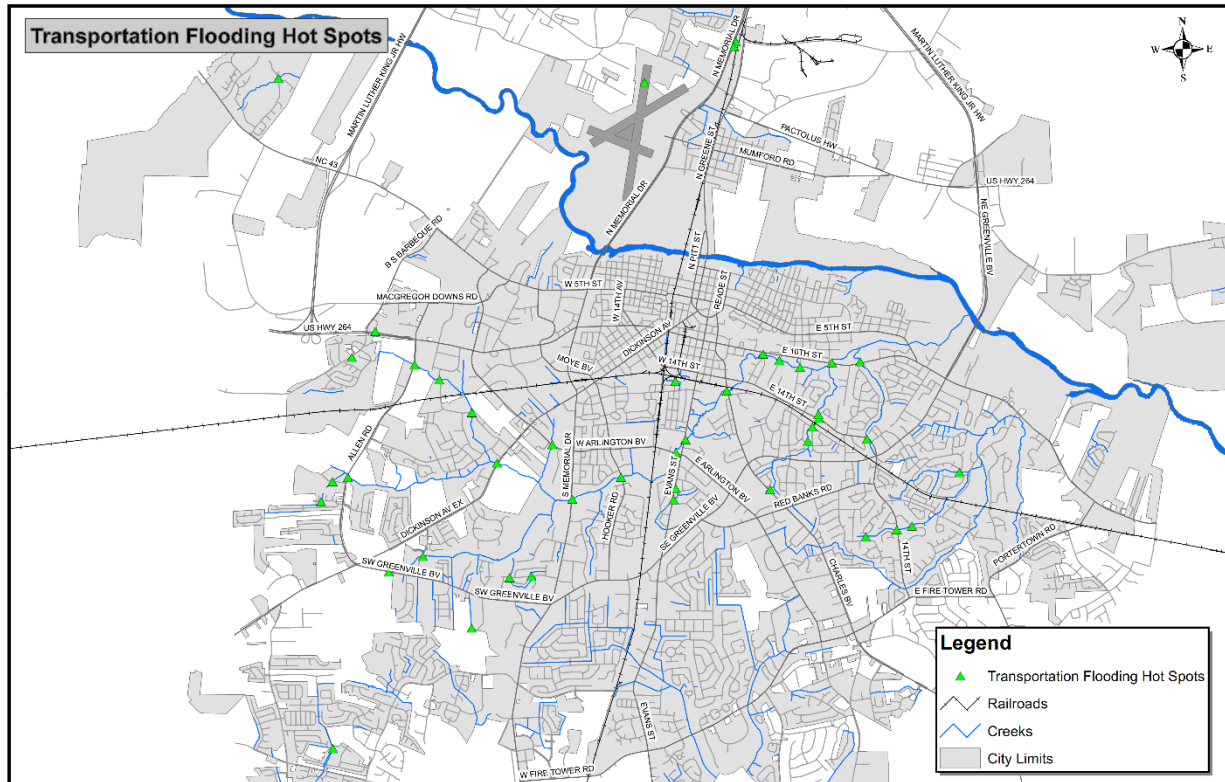 Transportation Flooding Hot Spots
N
W E
S
N MEMORIAL DR
MARTIN LUTHER KING JR HW
MARTIN LUTHER KING JR HW
NC 43
PACTOLUS HW
MUMFORD RD
N GREENE ST
US HWY 264
NE GREENVILLE BV
N MEMORIAL DR
B S BARBEQUE RD
N PITT ST
READE ST
W 5TH ST
MACGREGOR DOWNS RD
W 14TH AV
DICKINSON AV
US HWY 264
E 5TH ST
E 10TH ST
MOYE BV
W 14TH ST
E 14TH ST
ALLEN RD
W ARLINGTON BV
S MEMORIAL DR
EVANS ST
E ARLINGTON BV
RED BANKS RD
HOOKER RD
DICKINSON AV EX
SE GREENVILLE BV
PORTERTOWN RD
14TH ST
SW GREENVILLE BV
SW GREENVILLE BV
CHARLES BV
E FIRE TOWER RD
EVANS ST
W FIRE TOWER RD
Legend
Transportation Flooding Hot Spots
Railroads
Creeks
City Limits